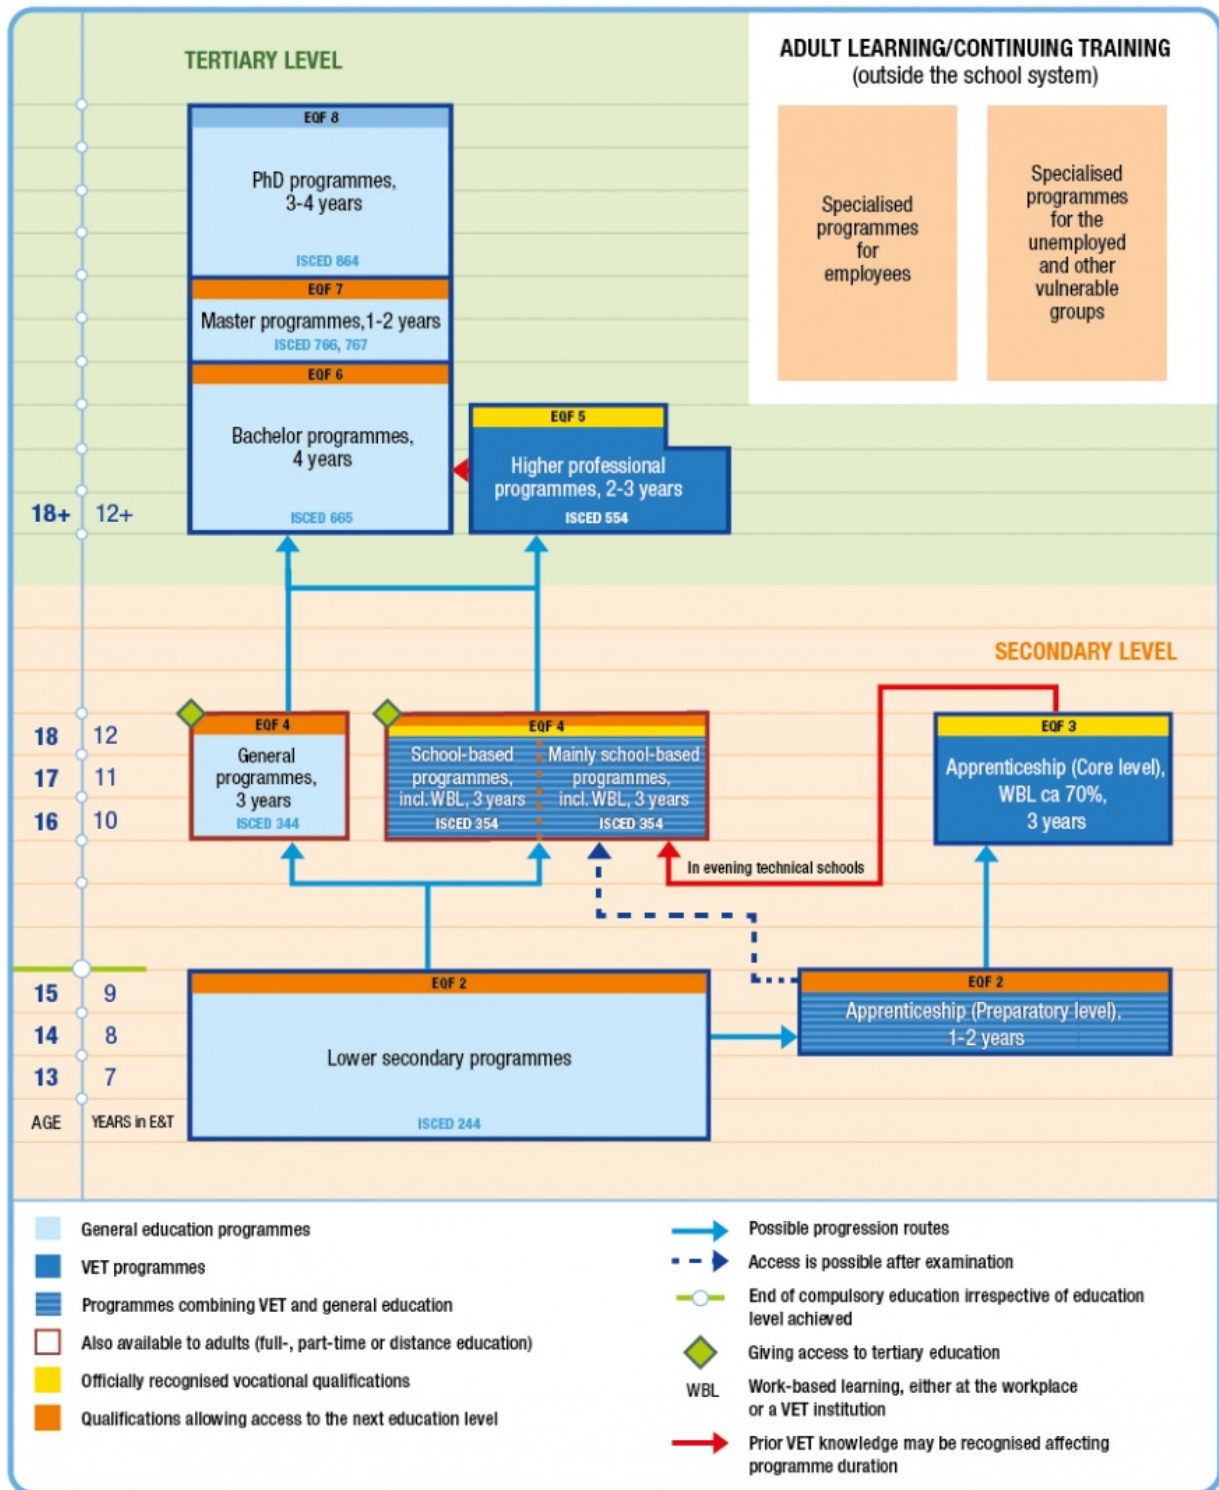 TERTIARY LEVEL
ADULT LEARNING/CONTINUING TRAINING
(outside the school system)
Specialised
programmes
for
employees
Specialised
programmes
for the
unemployed
and other
vulnerable
groups
EQF 8
PhD programmes,
3-4 years
ISCED 864
EQF 7
Master programmes,1-2 years
ISCED 766, 767
EQF 6
Bachelor programmes,
4 years
ISCED 665
EQF 5
Higher professional
programmes, 2-3 years
ISCED 554
18+ 12+
SECONDARY LEVEL
EQF 4
General
programmes,
3 years
ISCED 344
EQF 4
School-based
programmes,
incl. WBL, 3 years
ISCED 354
Mainly school-based
programmes,
incl. WBL, 3 years
ISCED 354
EQF 3
Apprenticeship (Core level),
WBL ca 70%,
3 years
18 12
17 11
16 10
In evening technical schools
EQF 2
Lower secondary programmes
ISCED 244
EQF 2
Apprenticeship (Preparatory level),
1-2 years
15 9
14 8
13 7
AGE YEARS in E&T
General education programmes
VET programmes
Programmes combining VET and general education
Also available to adults (full-, part-time or distance education)
Officially recognised vocational qualifications
Qualifications allowing access to the next education level
Possible progression routes
Access is possible after examination
End of compulsory education irrespective of education
level achieved
Giving access to tertiary education
WBL Work-based learning, either at the workplace
or a VET institution
Prior VET knowledge may be recognised affecting
programme duration